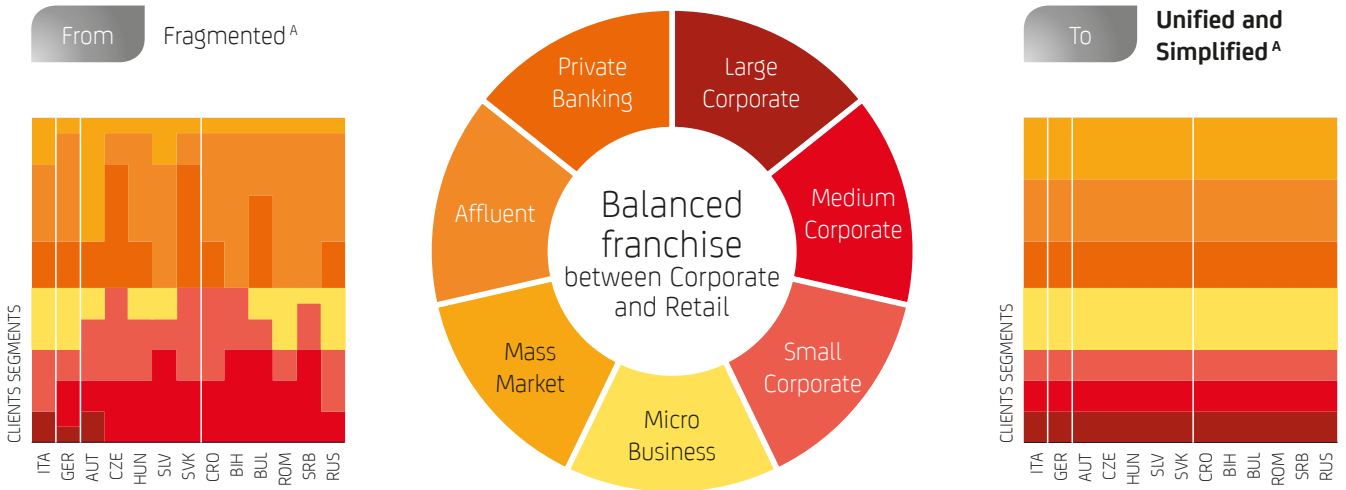 From
Fragmented A
CLIENTS SEGMENTS
ITA
GER
AUT
CZE
HUN
SLV
SVK
CRO
BIH
BUL
ROM
SRB
RUS
Private
Banking
Large
Corporate
Affluent
Medium
Corporate
Balanced
franchise
between Corporate
and Retail
Mass
Market
Small
Corporate
Micro
Business
To
Unified and
Simplified A
CLIENTS SEGMENTS
ITA
GER
AUT
CZE
HUN
SLV
SVK
CRO
BIH
BUL
ROM
SRB
RUS